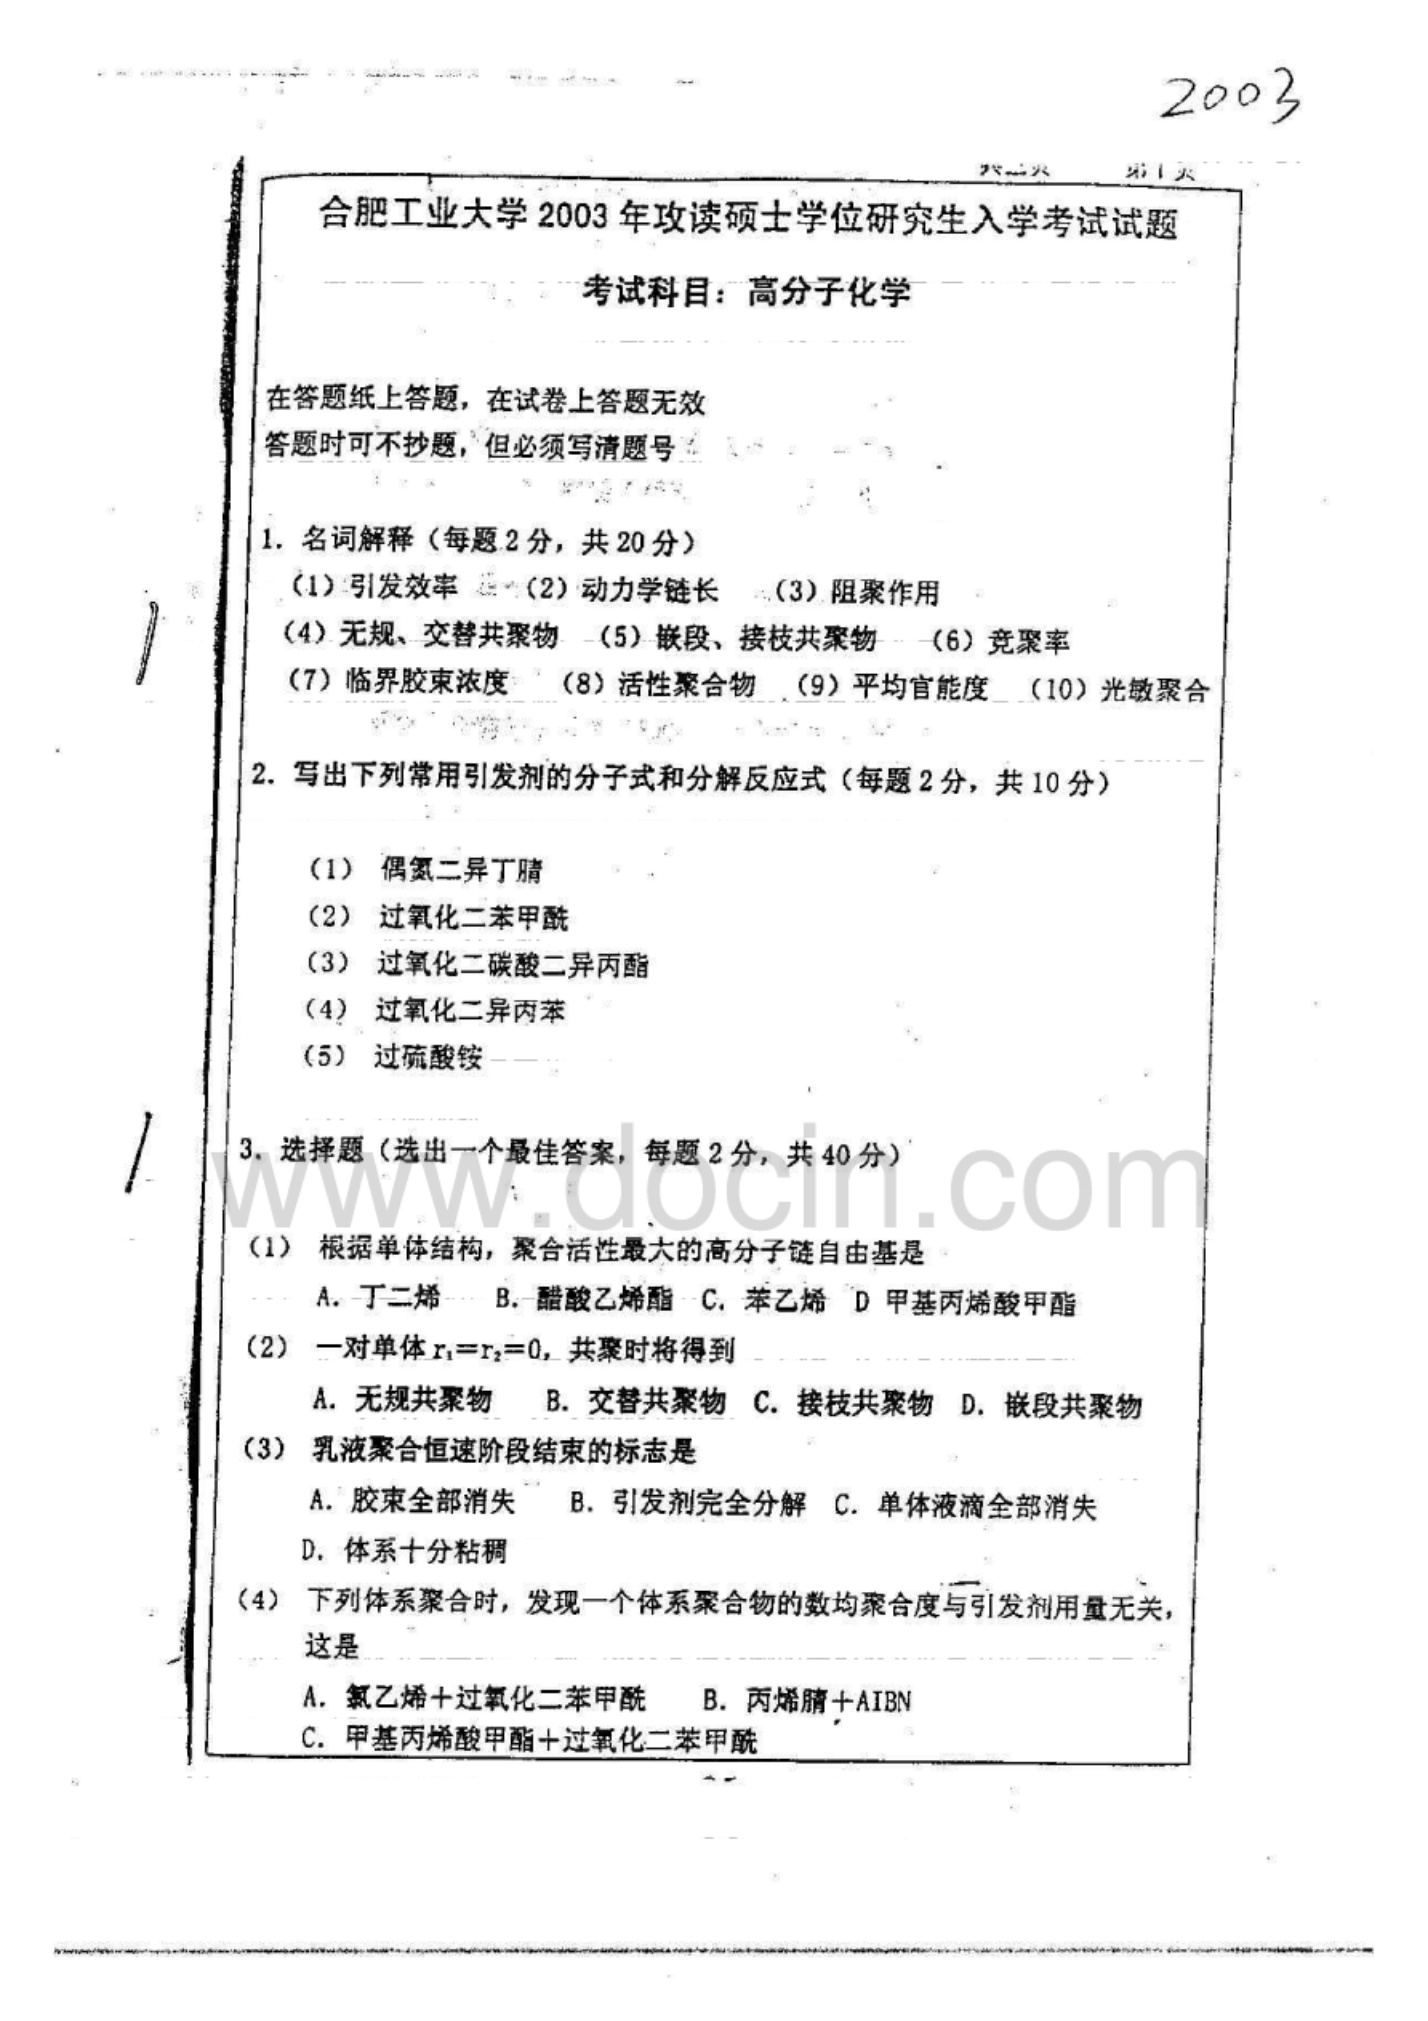 2003
共三页 第1页
合肥工业大学2003年攻读硕士学位研究生入学考试试题
考试科目：高分子化学
在答题纸上答题，在试卷上答题无效
答题时可不抄题，但必须写清题号
1．名词解释（每题2分，共20分）
（1）引发效率 （2）动力学链长 （3）阻聚作用
（4）无规、交替共聚物 （5）嵌段、接枝共聚物 （6）竞聚率
（7）临界胶束浓度 （8）活性聚合物 （9）平均官能度 （10）光敏聚合
2．写出下列常用引发剂的分子式和分解反应式（每题2分，共10分）
（1） 偶氮二异丁腈
（2） 过氧化二苯甲酰
（3） 过氧化二碳酸二异丙酯
（4） 过氧化二异丙苯
（5） 过硫酸铵
3．选择题（选出一个最佳答案，每题2分，共40分）
www.docin.com
（1） 根据单体结构，聚合活性最大的高分子链自由基是
A．丁二烯 B．醋酸乙烯酯 C．苯乙烯 D 甲基丙烯酸甲酯
（2） 一对单体r₁＝r₂＝0，共聚时将得到
A．无规共聚物 B．交替共聚物 C．接枝共聚物 D．嵌段共聚物
（3） 乳液聚合恒速阶段结束的标志是
A．胶束全部消失 B．引发剂完全分解 C．单体液滴全部消失
D．体系十分粘稠
（4） 下列体系聚合时，发现一个体系聚合物的数均聚合度与引发剂用量无关，
这是
A．氯乙烯＋过氧化二苯甲酰 B．丙烯腈＋AIBN
C．甲基丙烯酸甲酯＋过氧化二苯甲酰